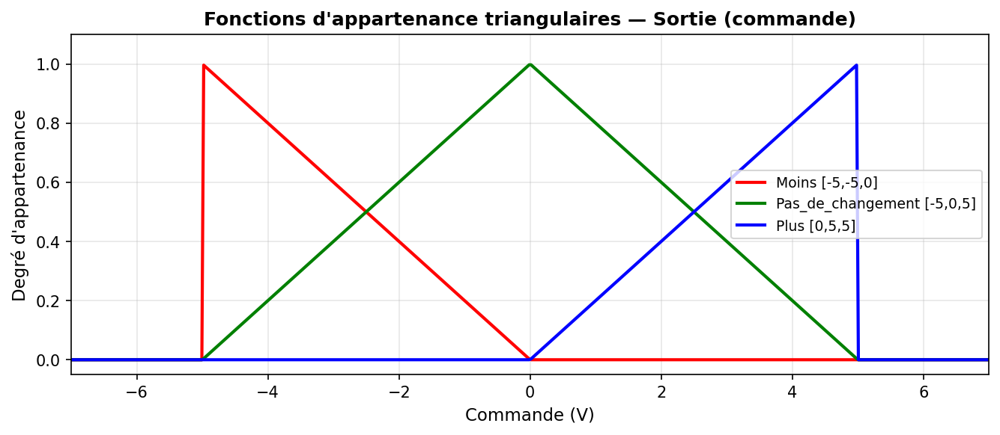 Fonctions d'appartenance triangulaires — Sortie (commande)
Degré d'appartenance
1.0
0.8
0.6
0.4
0.2
0.0
Moins [-5,-5,0]
Pas_de_changement [-5,0,5]
Plus [0,5,5]
−6 −4 −2 0 2 4 6
Commande (V)